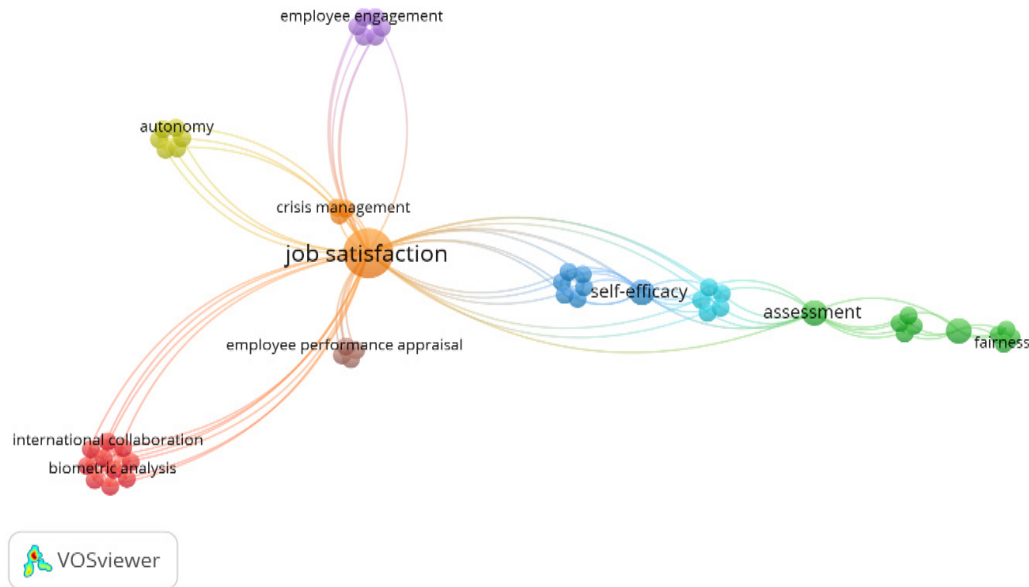 employee engagement
autonomy
crisis management
job satisfaction
self-efficacy
assessment
fairness
employee performance appraisal
international collaboration
biometric analysis
VOSviewer